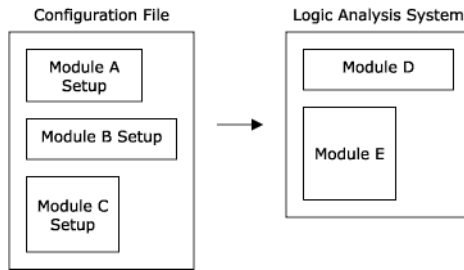 Configuration File
Module A
Setup
Module B Setup
Module C
Setup
Logic Analysis System
Module D
Module E